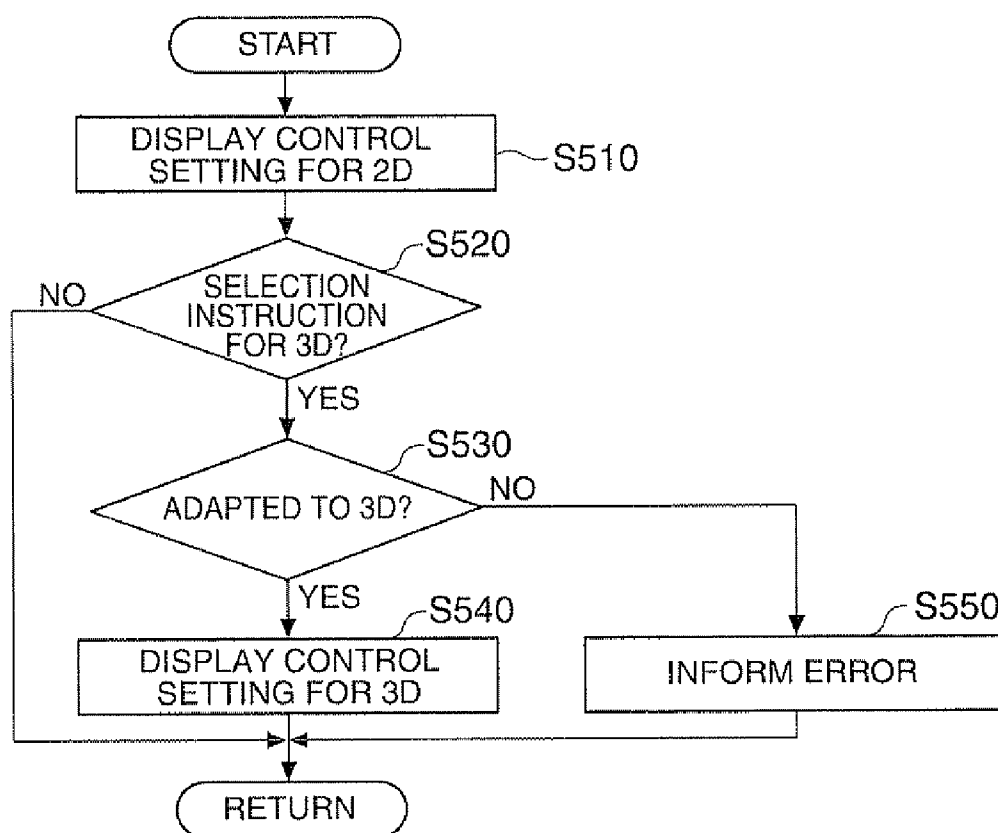 START
DISPLAY CONTROL
SETTING FOR 2D
S510
S520
NO
SELECTION
INSTRUCTION
FOR 3D?
YES
S530
ADAPTED TO 3D?
NO
YES
S540
S550
DISPLAY CONTROL
SETTING FOR 3D
INFORM ERROR
RETURN